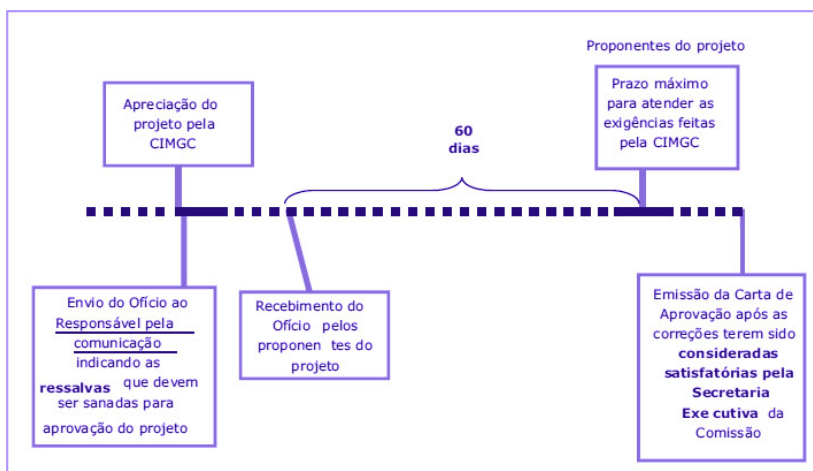 Proponentes do projeto
Apreciação do
projeto pela
CIMGC
60
dias
Prazo máximo
para atender as
exigências feitas
pela CIMGC
Envio do Ofício ao
Responsável pela
comunicação
indicando as
ressalvas que devem
ser sanadas para
aprovação do projeto
Recebimento do
Ofício pelos
proponen tes do
projeto
Emissão da Carta de
Aprovação após as
correções terem sido
consideradas
satisfatórias pela
Secretaria
Exe cutiva da
Comissão